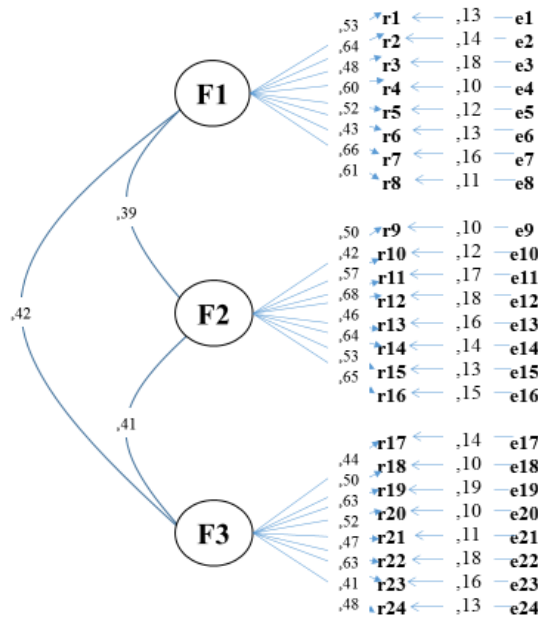 ,53 r1 ,13 e1
,64 r2 ,14 e2
,48 r3 ,18 e3
,60 r4 ,10 e4
,52 r5 ,12 e5
,43 r6 ,13 e6
,66 r7 ,16 e7
,61 r8 ,11 e8
F1
,39
,50 r9 ,10 e9
,42 r10 ,12 e10
,57 r11 ,17 e11
,68 r12 ,18 e12
,46 r13 ,16 e13
,64 r14 ,14 e14
,53 r15 ,13 e15
,65 r16 ,15 e16
F2
,42
,41
,44 r17 ,14 e17
,50 r18 ,10 e18
,63 r19 ,19 e19
,52 r20 ,10 e20
,47 r21 ,11 e21
,63 r22 ,18 e22
,41 r23 ,16 e23
,48 r24 ,13 e24
F3